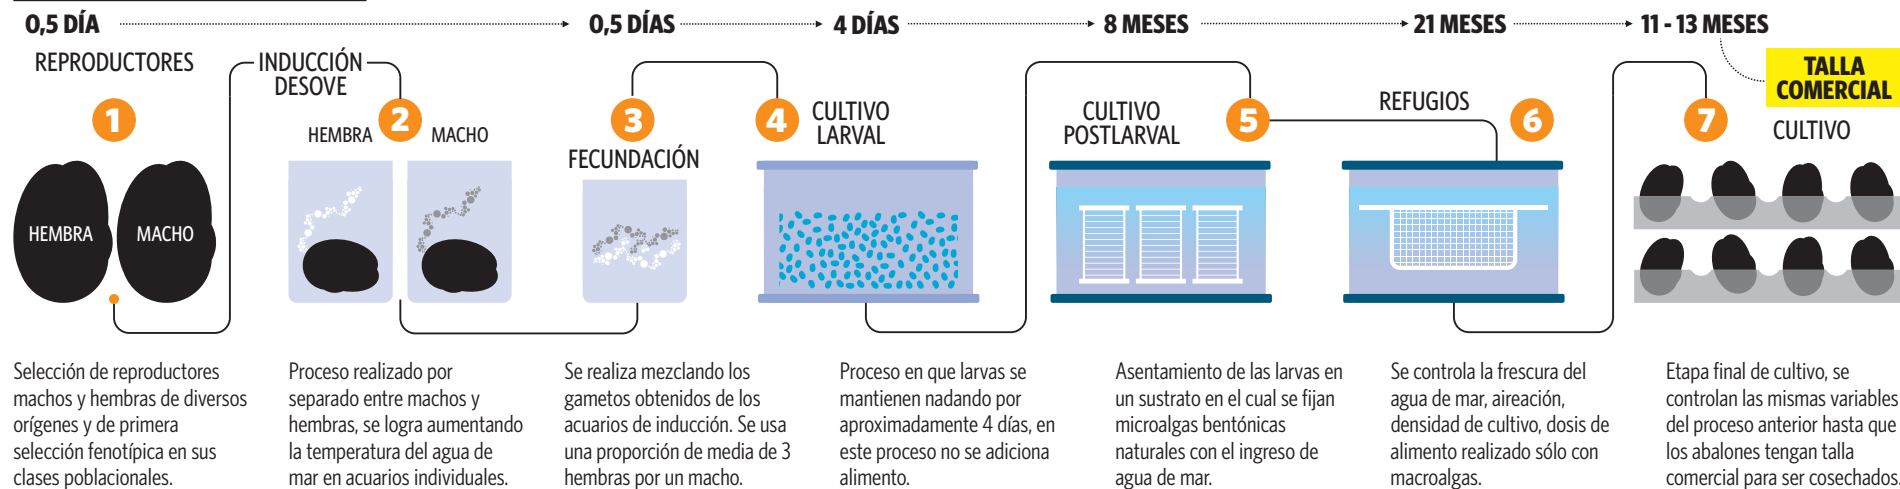 0,5 DÍA
0,5 DÍAS
4 DÍAS
8 MESES
21 MESES
11 - 13 MESES
TALLA
COMERCIAL
REPRODUCTORES
1
HEMBRA
MACHO
INDUCCIÓN
DESOVE
2
HEMBRA
MACHO
3
FECUNDACIÓN
4
CULTIVO
LARVAL
CULTIVO
POSTLARVAL
5
REFUGIOS
6
7
CULTIVO
Selección de reproductores
machos y hembras de diversos
orígenes y de primera
selección fenotípica en sus
clases poblacionales.
Proceso realizado por
separado entre machos y
hembras, se logra aumentando
la temperatura del agua de
mar en acuarios individuales.
Se realiza mezclando los
gametos obtenidos de los
acuarios de inducción. Se usa
una proporción de media de 3
hembras por un macho.
Proceso en que larvas se
mantienen nadando por
aproximadamente 4 días, en
este proceso no se adiciona
alimento.
Asentamiento de las larvas en
un sustrato en el cual se fijan
microalgas bentónicas
naturales con el ingreso de
agua de mar.
Se controla la frescura del
agua de mar, aireación,
densidad de cultivo, dosis de
alimento realizado sólo con
macroalgas.
Etapa final de cultivo, se
controlan las mismas variables
del proceso anterior hasta que
los abalones tengan talla
comercial para ser cosechados.